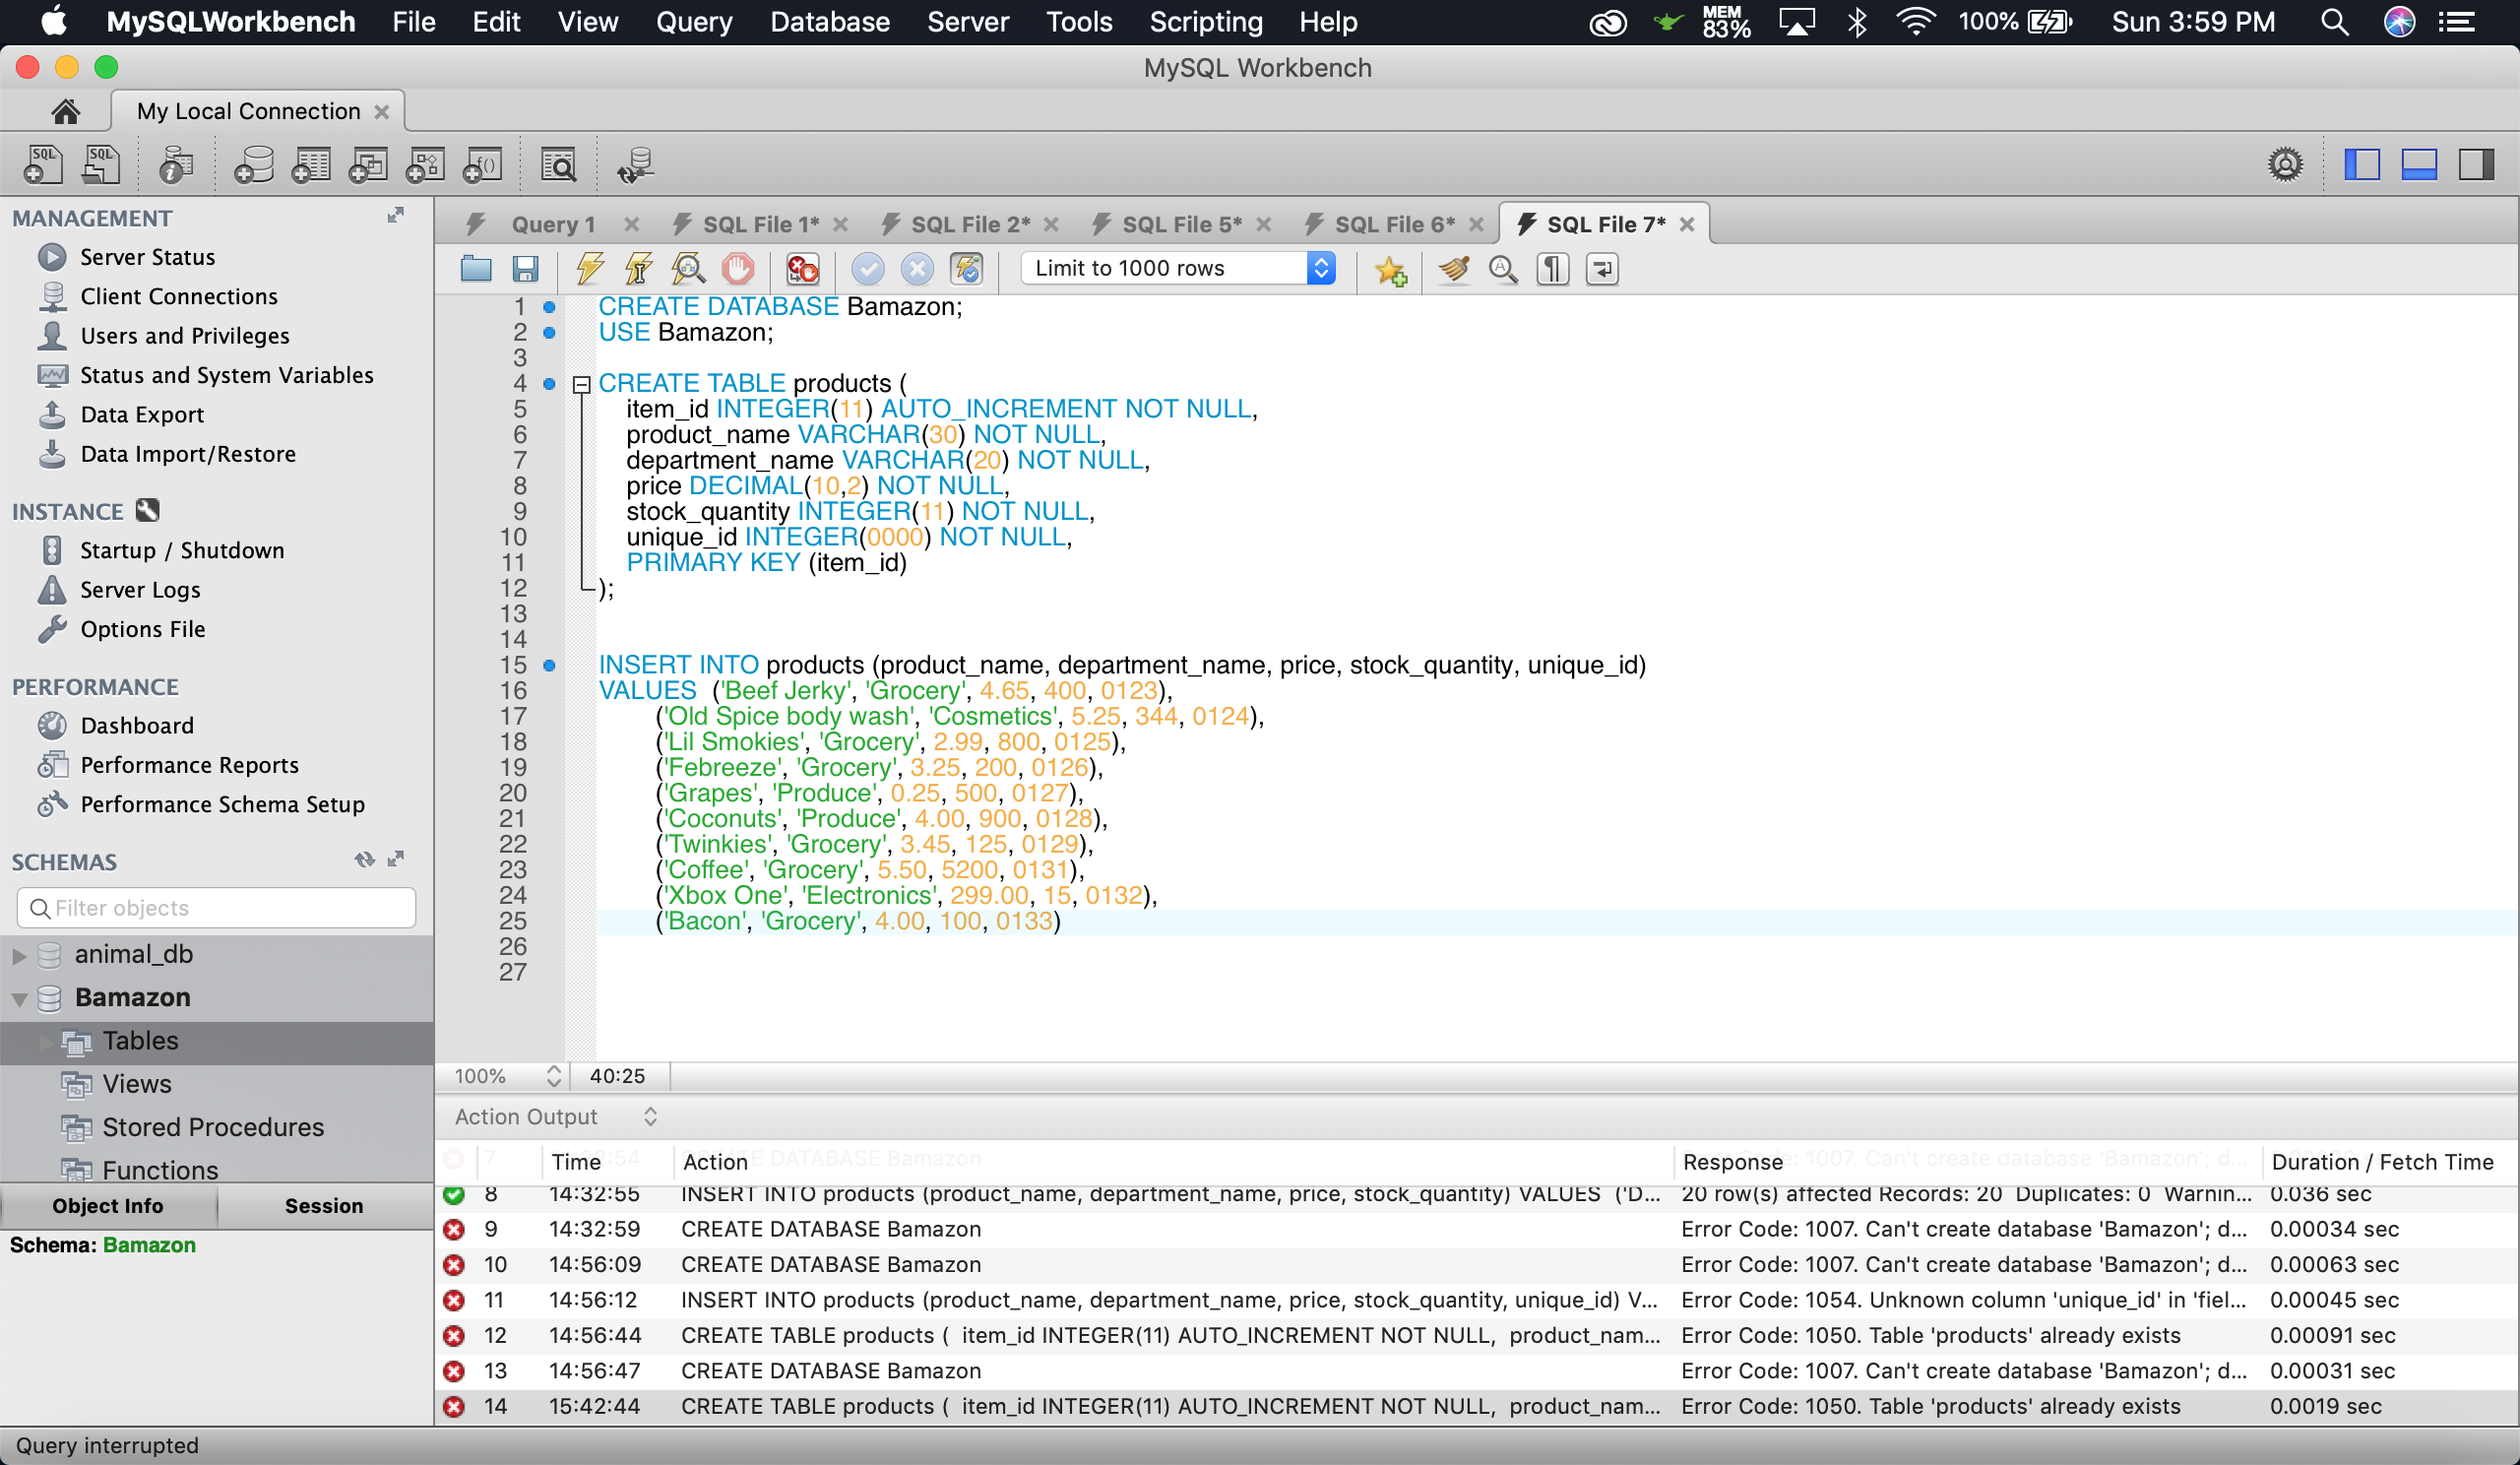 MySQLWorkbench File Edit View Query Database Server Tools Scripting Help MEM 83% 100% Sun 3:59 PM
MySQL Workbench
My Local Connection
MANAGEMENT
Server Status
Client Connections
Users and Privileges
Status and System Variables
Data Export
Data Import/Restore
INSTANCE
Startup / Shutdown
Server Logs
Options File
PERFORMANCE
Dashboard
Performance Reports
Performance Schema Setup
SCHEMAS
Filter objects
animal_db
Bamazon
Tables
Views
Stored Procedures
Functions
Object Info Session
Schema: Bamazon
Query 1 SQL File 1* SQL File 2* SQL File 5* SQL File 6* SQL File 7*
Limit to 1000 rows
1 CREATE DATABASE Bamazon;
2 USE Bamazon;
3
4 CREATE TABLE products (
5 item_id INTEGER(11) AUTO_INCREMENT NOT NULL,
6 product_name VARCHAR(30) NOT NULL,
7 department_name VARCHAR(20) NOT NULL,
8 price DECIMAL(10,2) NOT NULL,
9 stock_quantity INTEGER(11) NOT NULL,
10 unique_id INTEGER(0000) NOT NULL,
11 PRIMARY KEY (item_id)
12 );
13
14
15 INSERT INTO products (product_name, department_name, price, stock_quantity, unique_id)
16 VALUES ('Beef Jerky', 'Grocery', 4.65, 400, 0123),
17 ('Old Spice body wash', 'Cosmetics', 5.25, 344, 0124),
18 ('Lil Smokies', 'Grocery', 2.99, 800, 0125),
19 ('Febreeze', 'Grocery', 3.25, 200, 0126),
20 ('Grapes', 'Produce', 0.25, 500, 0127),
21 ('Coconuts', 'Produce', 4.00, 900, 0128),
22 ('Twinkies', 'Grocery', 3.45, 125, 0129),
23 ('Coffee', 'Grocery', 5.50, 5200, 0131),
24 ('Xbox One', 'Electronics', 299.00, 15, 0132),
25 ('Bacon', 'Grocery', 4.00, 100, 0133)
26
27
100% 40:25
Action Output
Time Action Response Duration / Fetch Time
8 14:32:55 INSERT INTO products (product_name, department_name, price, stock_quantity) VALUES ('D... 20 row(s) affected Records: 20 Duplicates: 0 Warnin... 0.036 sec
9 14:32:59 CREATE DATABASE Bamazon Error Code: 1007. Can't create database 'Bamazon'; d... 0.00034 sec
10 14:56:09 CREATE DATABASE Bamazon Error Code: 1007. Can't create database 'Bamazon'; d... 0.00063 sec
11 14:56:12 INSERT INTO products (product_name, department_name, price, stock_quantity, unique_id) V... Error Code: 1054. Unknown column 'unique_id' in 'fiel... 0.00045 sec
12 14:56:44 CREATE TABLE products ( item_id INTEGER(11) AUTO_INCREMENT NOT NULL, product_nam... Error Code: 1050. Table 'products' already exists 0.00091 sec
13 14:56:47 CREATE DATABASE Bamazon Error Code: 1007. Can't create database 'Bamazon'; d... 0.00031 sec
14 15:42:44 CREATE TABLE products ( item_id INTEGER(11) AUTO_INCREMENT NOT NULL, product_nam... Error Code: 1050. Table 'products' already exists 0.0019 sec
Query interrupted